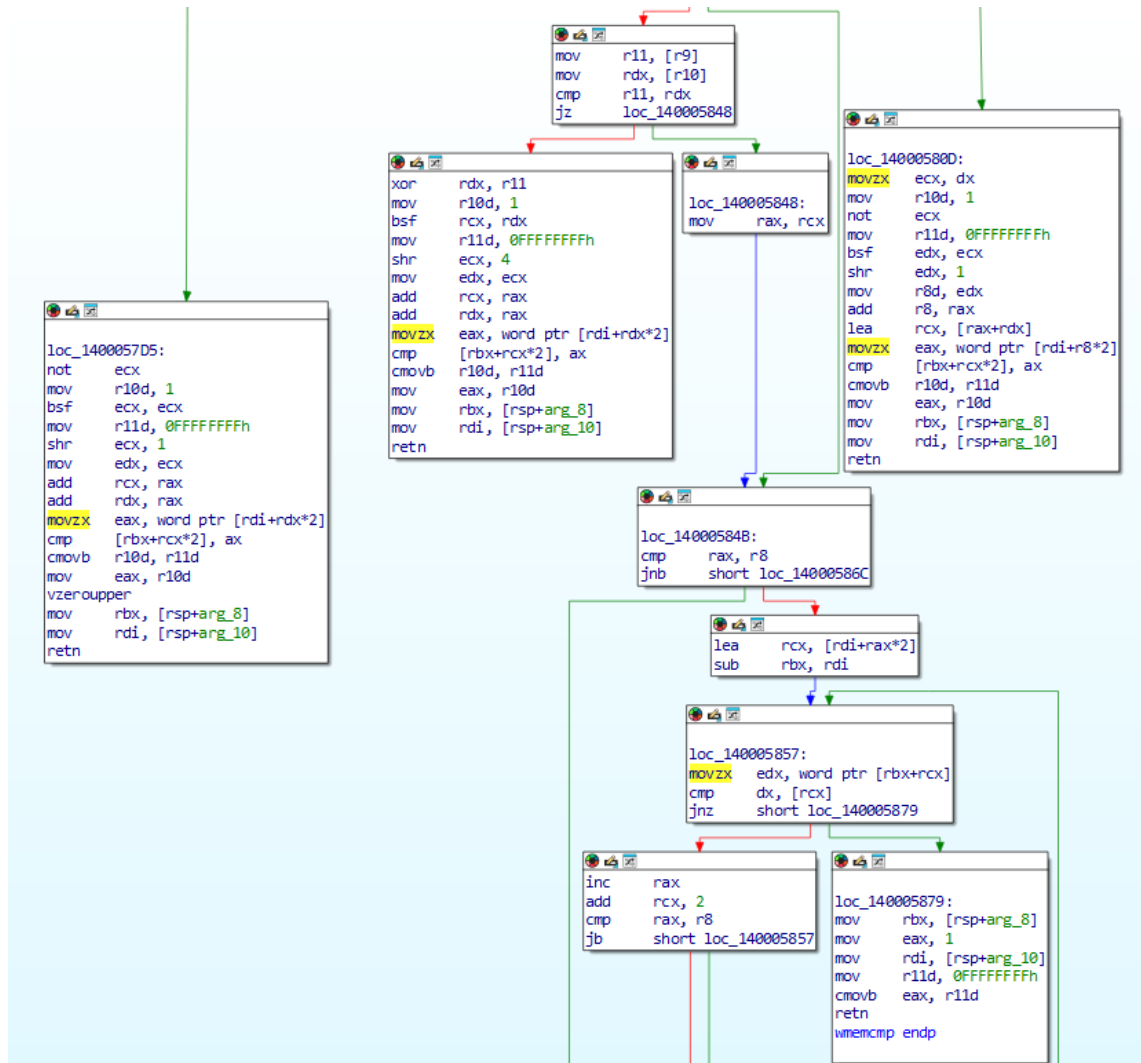 mov r11, [r9]
mov rdx, [r10]
cmp r11, rdx
jz loc_140005848
xor rdx, r11
mov r10d, 1
bsf rcx, rdx
mov r11d, 0FFFFFFFFh
shr ecx, 4
mov edx, ecx
add rcx, rax
add rdx, rax
movzx eax, word ptr [rdi+rdx*2]
cmp [rbx+rcx*2], ax
cmovb r10d, r11d
mov eax, r10d
mov rbx, [rsp+arg_8]
mov rdi, [rsp+arg_10]
retn
loc_140005848:
mov rax, rcx
loc_14000580D:
movzx ecx, dx
mov r10d, 1
not ecx
mov r11d, 0FFFFFFFFh
bsf edx, ecx
shr edx, 1
mov r8d, edx
add r8, rax
lea rcx, [rax+rdx]
movzx eax, word ptr [rdi+r8*2]
cmp [rbx+rcx*2], ax
cmovb r10d, r11d
mov eax, r10d
mov rbx, [rsp+arg_8]
mov rdi, [rsp+arg_10]
retn
loc_1400057D5:
not ecx
mov r10d, 1
bsf ecx, ecx
mov r11d, 0FFFFFFFFh
shr ecx, 1
mov edx, ecx
add rcx, rax
add rdx, rax
movzx eax, word ptr [rdi+rdx*2]
cmp [rbx+rcx*2], ax
cmovb r10d, r11d
mov eax, r10d
vzeroupper
mov rbx, [rsp+arg_8]
mov rdi, [rsp+arg_10]
retn
loc_14000584B:
cmp rax, r8
jnb short loc_14000586C
lea rcx, [rdi+rax*2]
sub rbx, rdi
loc_140005857:
movzx edx, word ptr [rbx+rcx]
cmp dx, [rcx]
jnz short loc_140005879
inc rax
add rcx, 2
cmp rax, r8
jb short loc_140005857
loc_140005879:
mov rbx, [rsp+arg_8]
mov eax, 1
mov rdi, [rsp+arg_10]
mov r11d, 0FFFFFFFFh
cmovb eax, r11d
retn
wmemcmp endp